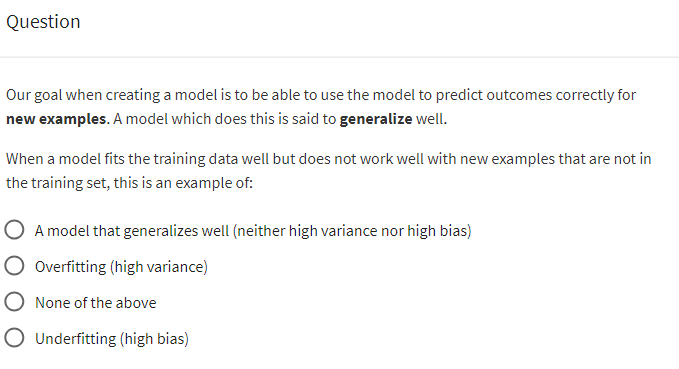 Question
Our goal when creating a model is to be able to use the model to predict outcomes correctly for
new examples. A model which does this is said to generalize well.
When a model fits the training data well but does not work well with new examples that are not in
the training set, this is an example of:
A model that generalizes well (neither high variance nor high bias)
Overfitting (high variance)
None of the above
Underfitting (high bias)